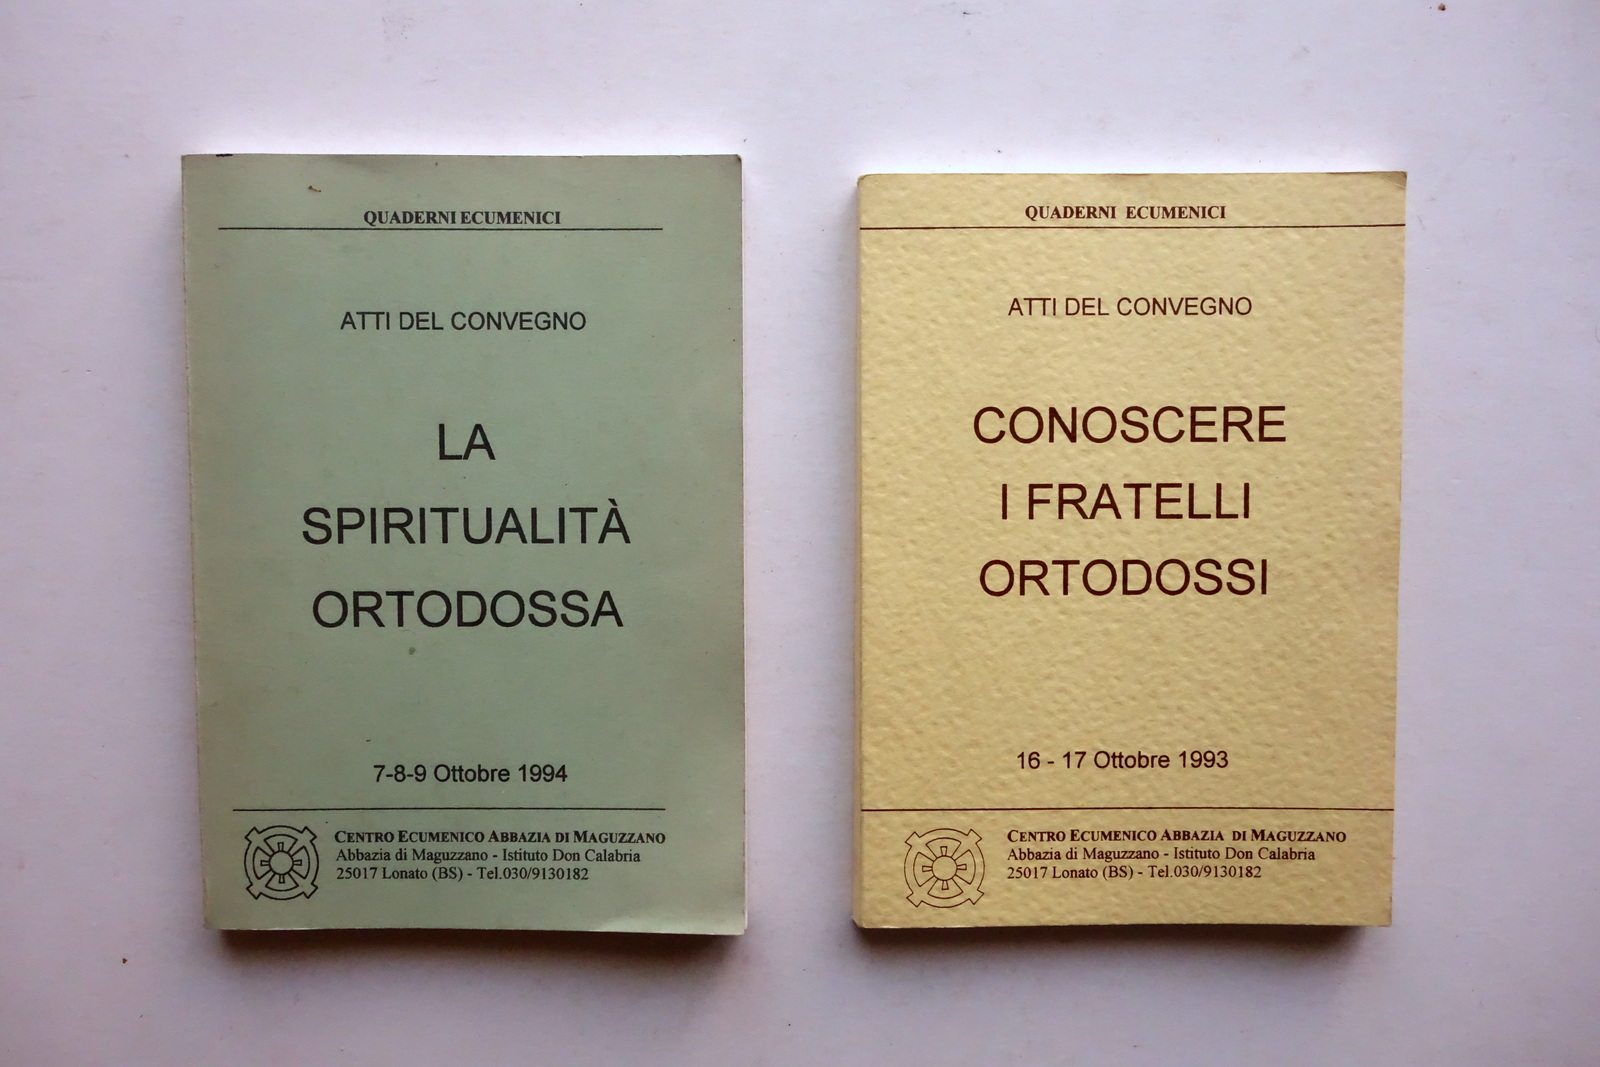 QUADERNI ECUMENICI
ATTI DEL CONVEGNO
LA
SPIRITUALITÀ
ORTODOSSA
7-8-9 Ottobre 1994
CENTRO ECUMENICO ABBAZIA DI MAGUZZANO
Abbazia di Maguzzano - Istituto Don Calabria
25017 Lonato (BS) - Tel.030/9130182
QUADERNI ECUMENICI
ATTI DEL CONVEGNO
CONOSCERE
I FRATELLI
ORTODOSSI
16 - 17 Ottobre 1993
CENTRO ECUMENICO ABBAZIA DI MAGUZZANO
Abbazia di Maguzzano - Istituto Don Calabria
25017 Lonato (BS) - Tel.030/9130182